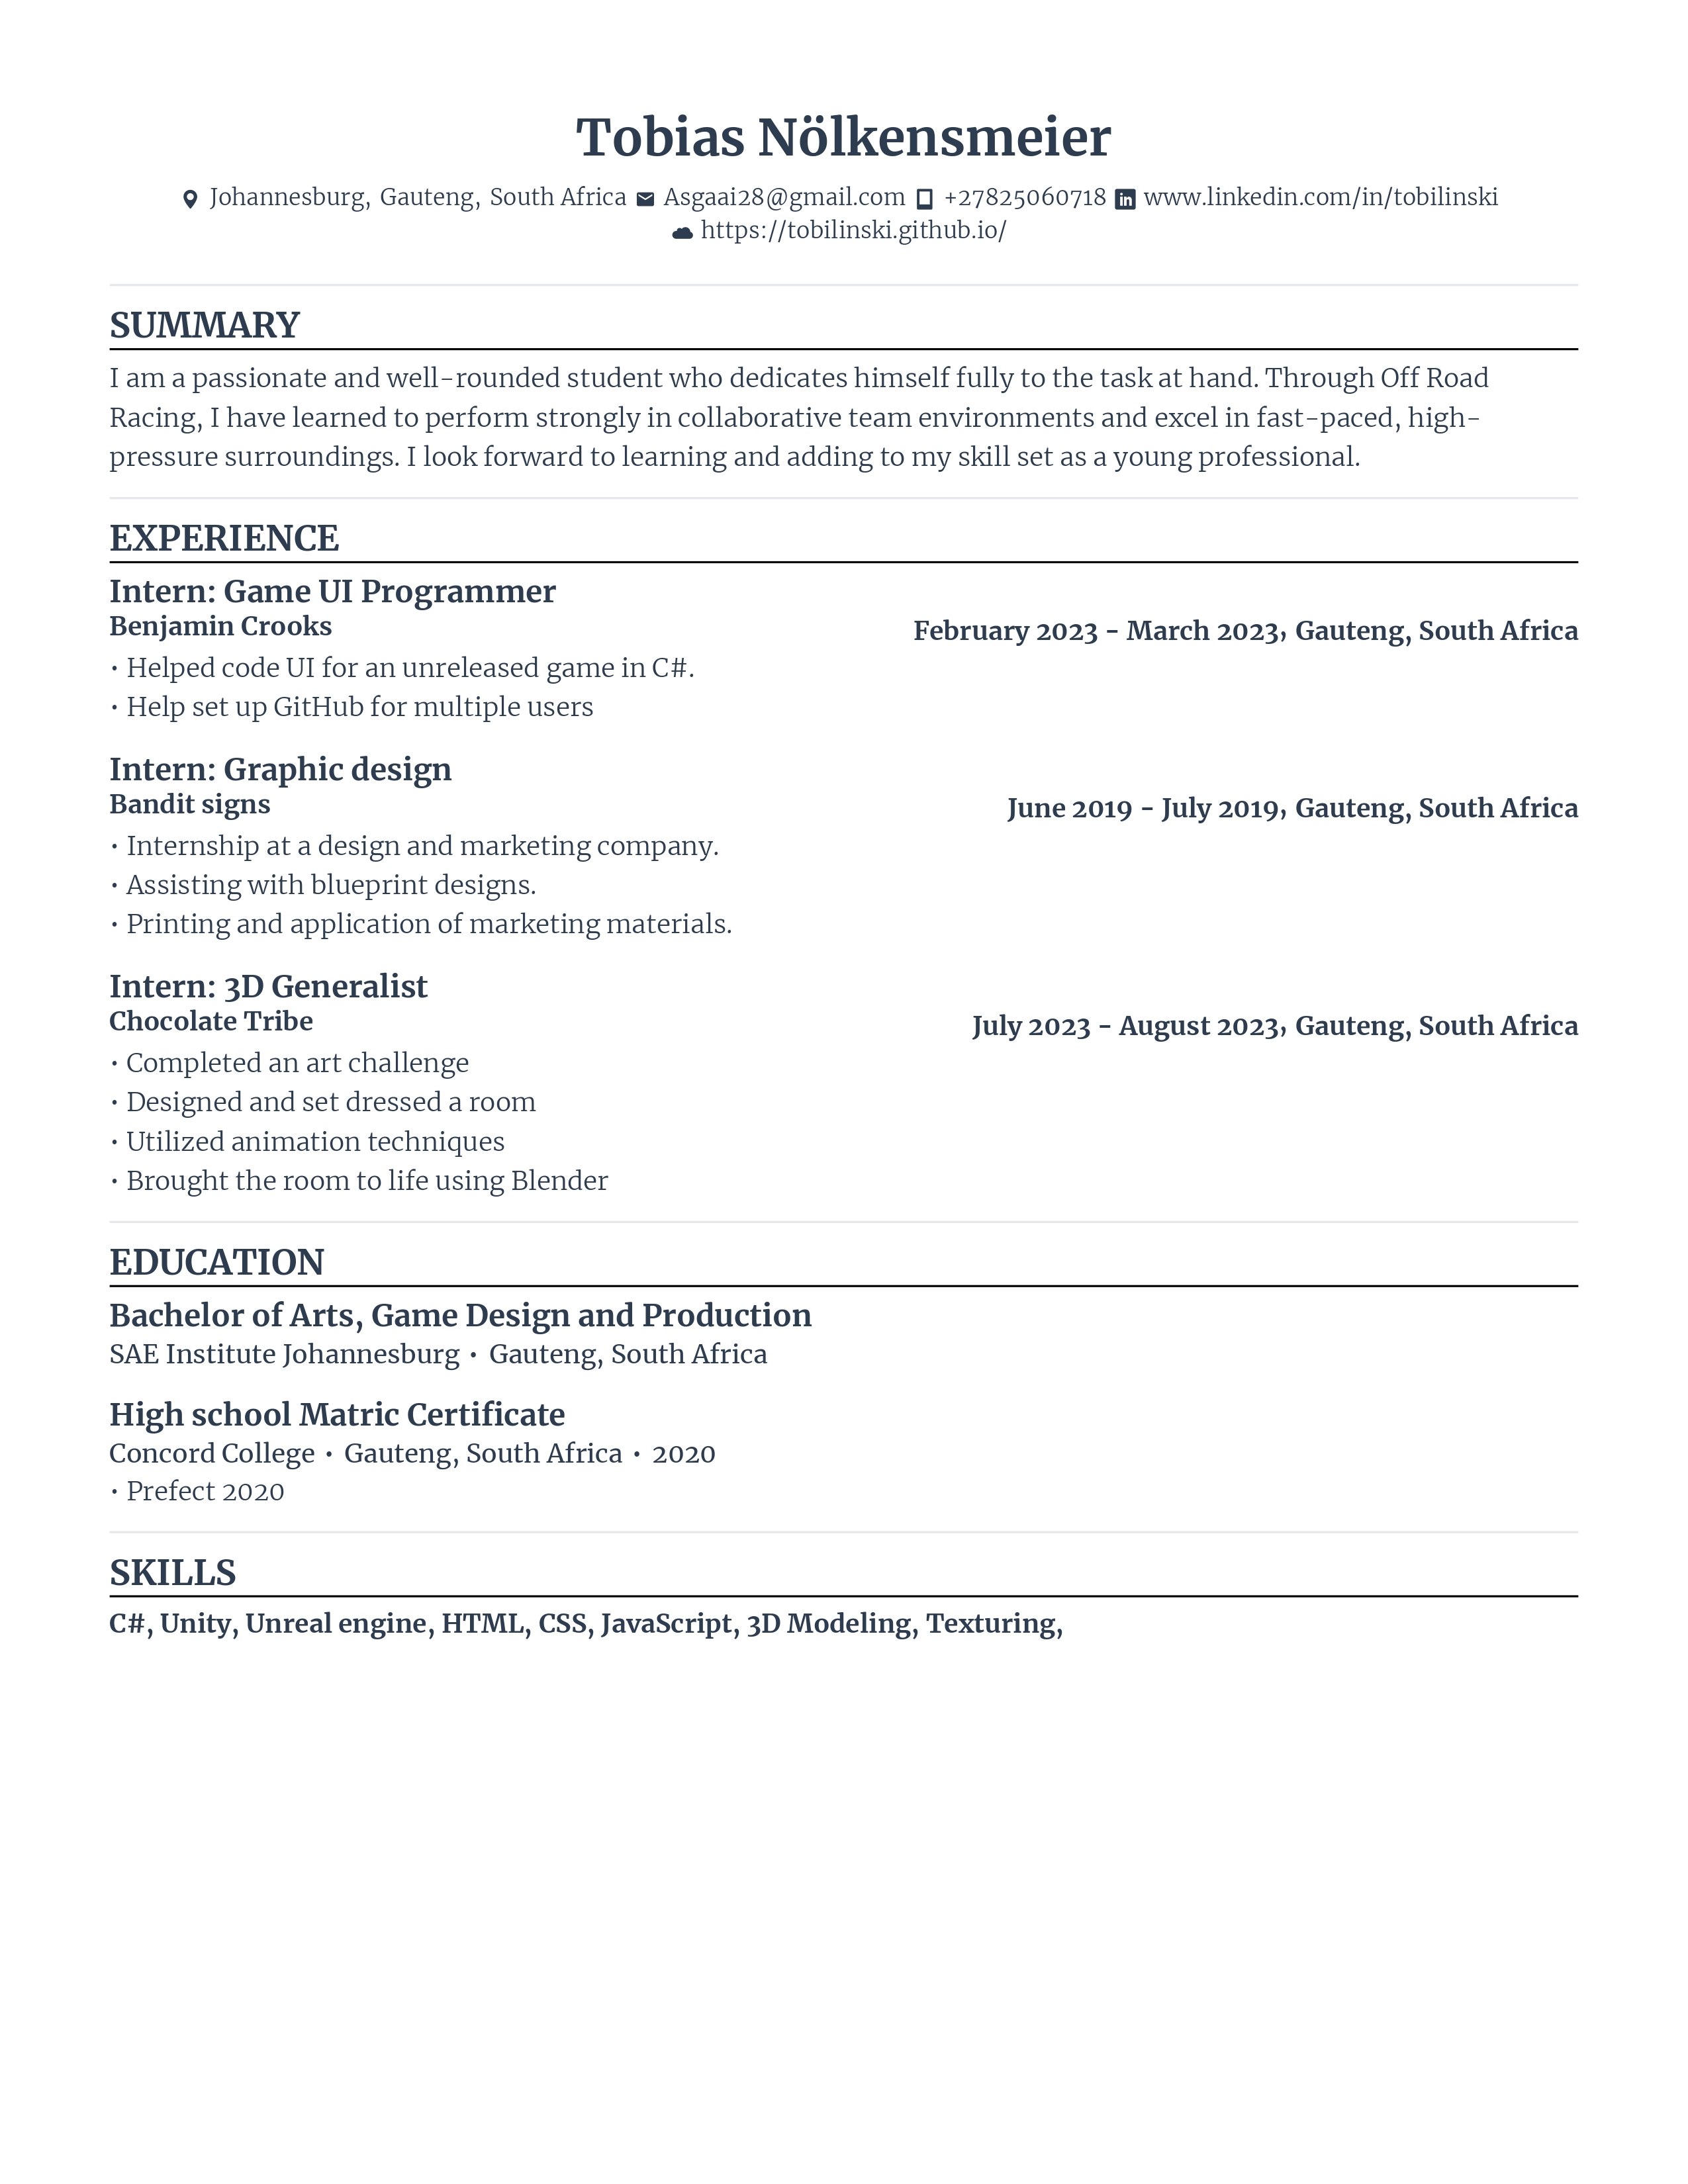 Tobias Nölkensmeier
Johannesburg, Gauteng, South Africa Asgaai28@gmail.com +27825060718 www.linkedin.com/in/tobilinski
https://tobilinski.github.io/
SUMMARY
I am a passionate and well-rounded student who dedicates himself fully to the task at hand. Through Off Road
Racing, I have learned to perform strongly in collaborative team environments and excel in fast-paced, high-
pressure surroundings. I look forward to learning and adding to my skill set as a young professional.
EXPERIENCE
Intern: Game UI Programmer
Benjamin Crooks February 2023 - March 2023, Gauteng, South Africa
• Helped code UI for an unreleased game in C#.
• Help set up GitHub for multiple users
Intern: Graphic design
Bandit signs June 2019 - July 2019, Gauteng, South Africa
• Internship at a design and marketing company.
• Assisting with blueprint designs.
• Printing and application of marketing materials.
Intern: 3D Generalist
Chocolate Tribe July 2023 - August 2023, Gauteng, South Africa
• Completed an art challenge
• Designed and set dressed a room
• Utilized animation techniques
• Brought the room to life using Blender
EDUCATION
Bachelor of Arts, Game Design and Production
SAE Institute Johannesburg • Gauteng, South Africa
High school Matric Certificate
Concord College • Gauteng, South Africa • 2020
• Prefect 2020
SKILLS
C#, Unity, Unreal engine, HTML, CSS, JavaScript, 3D Modeling, Texturing,